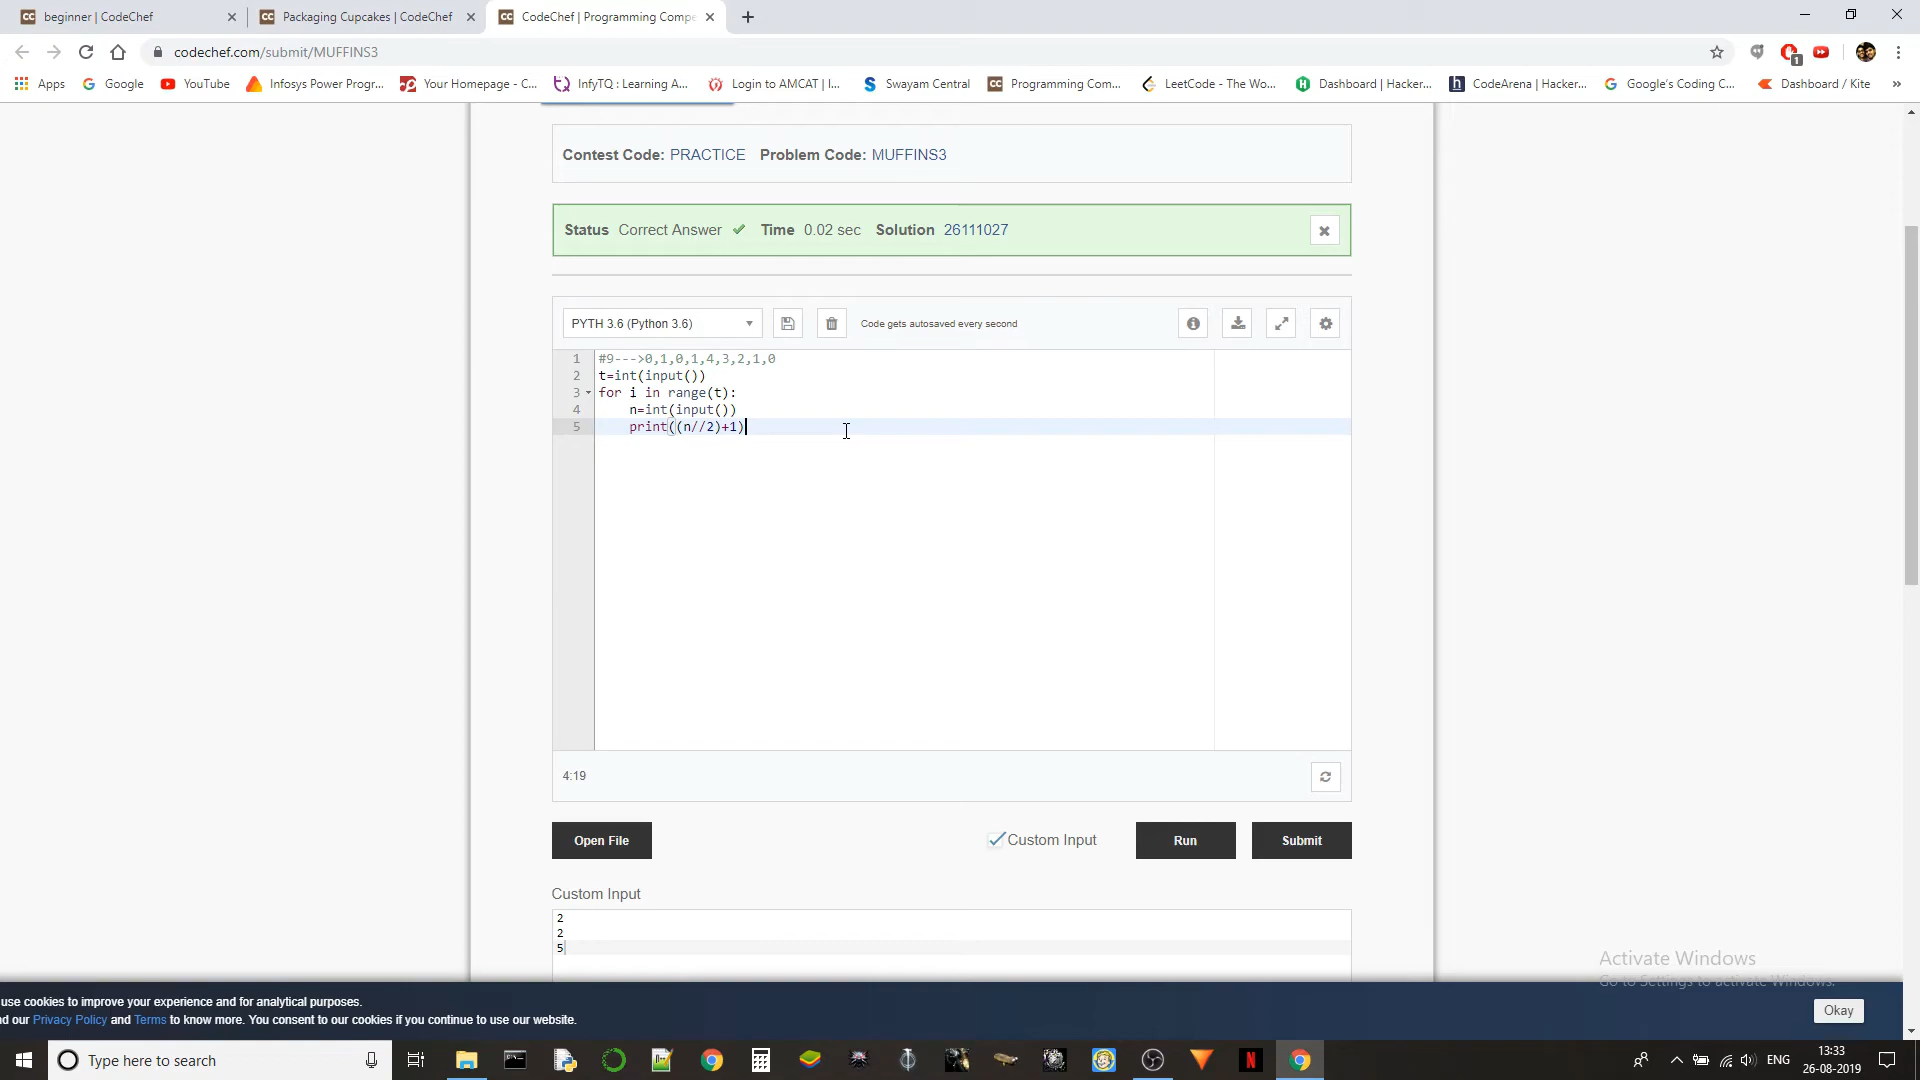 beginner | CodeChef
Packaging Cupcakes | CodeChef
CodeChef | Programming Compe
codechef.com/submit/MUFFINS3
Apps
Google
YouTube
Infosys Power Progr...
Your Homepage - C...
InfyTQ : Learning A...
Login to AMCAT | I...
Swayam Central
Programming Com...
LeetCode - The Wo...
Dashboard | Hacker...
CodeArena | Hacker...
Google's Coding C...
Dashboard / Kite
»
Contest Code: PRACTICE Problem Code: MUFFINS3
Status Correct Answer ✔ Time 0.02 sec Solution 26111027
PYTH 3.6 (Python 3.6)
Code gets autosaved every second
1 #9--->0,1,0,1,4,3,2,1,0
2 t=int(input())
3 for i in range(t):
4 n=int(input())
5 print((n//2)+1)
4:19
Open File
Custom Input
Run
Submit
Custom Input
2
2
5
Activate Windows
Go to Settings to activate Windows.
use cookies to improve your experience and for analytical purposes.
d our Privacy Policy and Terms to know more. You consent to our cookies if you continue to use our website.
Okay
Type here to search
ENG
13:33
26-08-2019